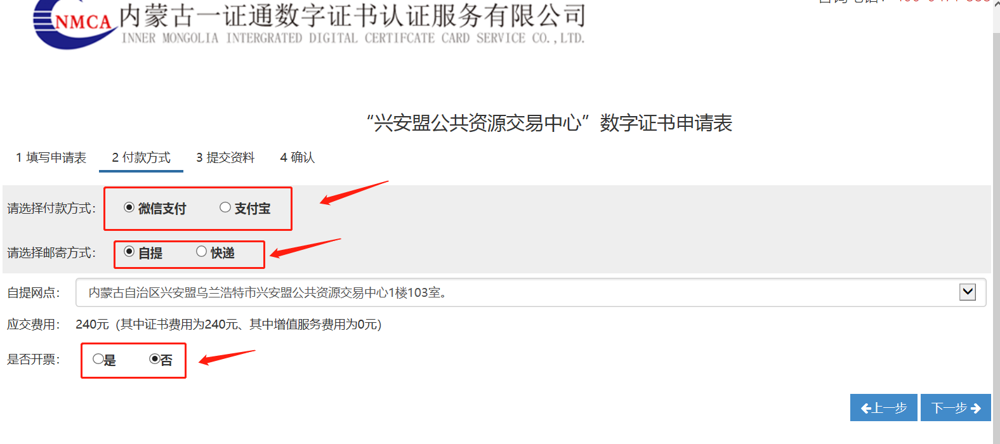 NMCA 内蒙古一证通数字证书认证服务有限公司
INNER MONGOLIA INTERGRATED DIGITAL CERTIFCATE CARD SERVICE CO.,LTD.
“兴安盟公共资源交易中心”数字证书申请表
1 填写申请表 2 付款方式 3 提交资料 4 确认
请选择付款方式: 微信支付 支付宝
请选择邮寄方式: 自提 快递
自提网点: 内蒙古自治区兴安盟乌兰浩特市兴安盟公共资源交易中心1楼103室。
应交费用: 240元 (其中证书费用为240元、其中增值服务费用为0元)
是否开票: 是 否
上一步 下一步